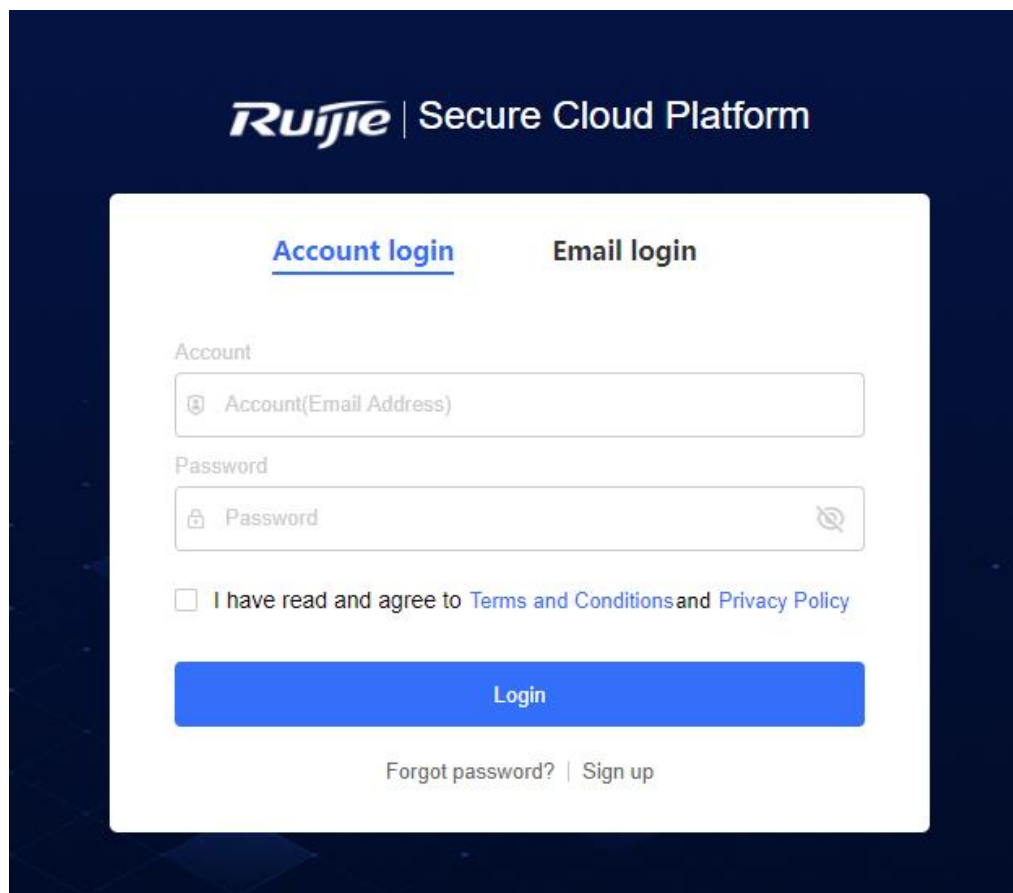 Ruijie | Secure Cloud Platform
Account login Email login
Account
Account(Email Address)
Password
Password
I have read and agree to Terms and Conditionsand Privacy Policy
Login
Forgot password? | Sign up